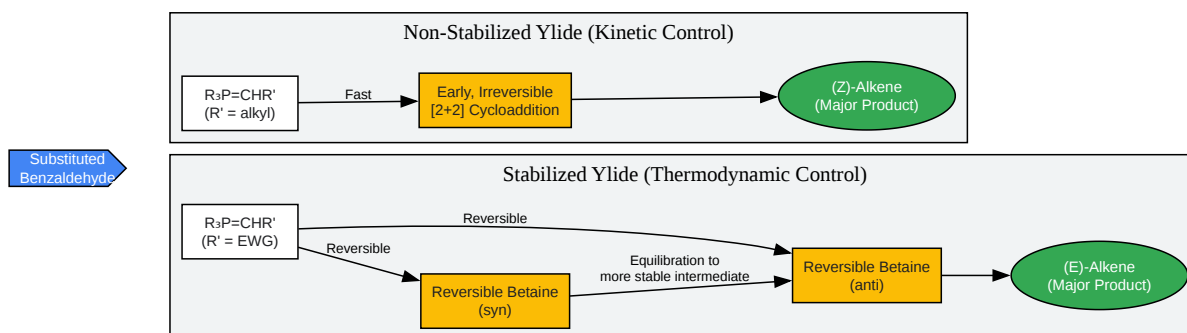 Non-Stabilized Ylide (Kinetic Control)
R₃P=CHR'
(R' = alkyl)
Fast
Early, Irreversible
[2+2] Cycloaddition
(Z)-Alkene
(Major Product)
Substituted
Benzaldehyde
Stabilized Ylide (Thermodynamic Control)
R₃P=CHR'
(R' = EWG)
Reversible
Reversible
Reversible Betaine
(syn)
Equilibration to
more stable intermediate
Reversible Betaine
(anti)
(E)-Alkene
(Major Product)